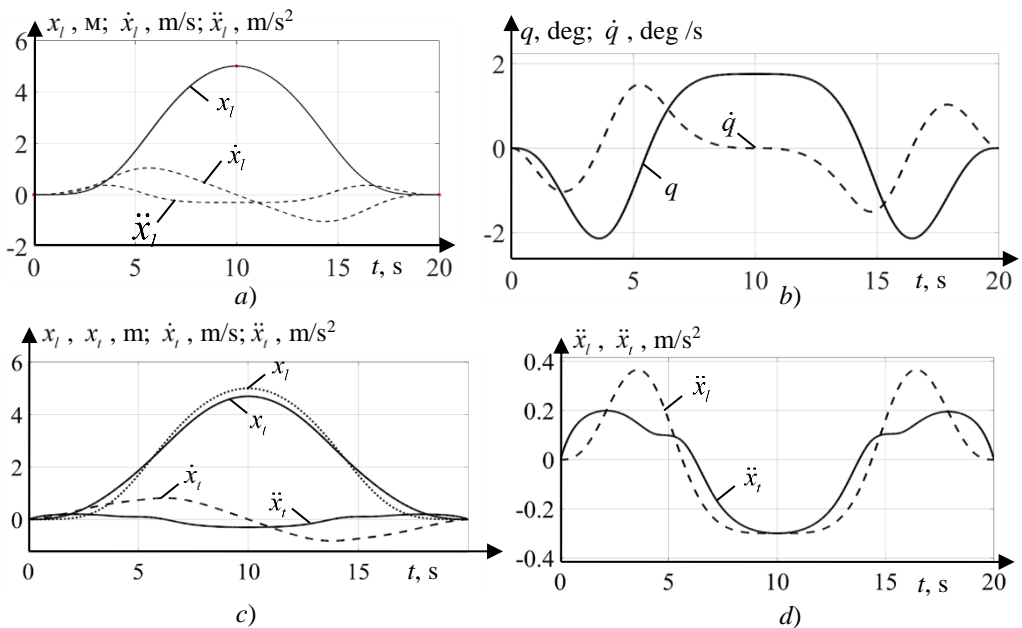 x_l , м; ẋ_l , m/s; ẍ_l , m/s²
6
4
2
0
-2
x_l
ẋ_l
ẍ_l
0 5 10 15 20
t, s
a)
q, deg; q̇ , deg /s
2
0
-2
q̇
q
0 5 10 15 20
t, s
b)
x_l , x_t , m; ẋ_t , m/s; ẍ_t , m/s²
6
4
2
0
x_l
x_l
ẋ_t
ẍ_t
0 5 10 15
t, s
c)
ẍ_l , ẍ_t , m/s²
0.4
0.2
0
-0.2
-0.4
ẍ_l
ẍ_t
0 5 10 15 20
t, s
d)